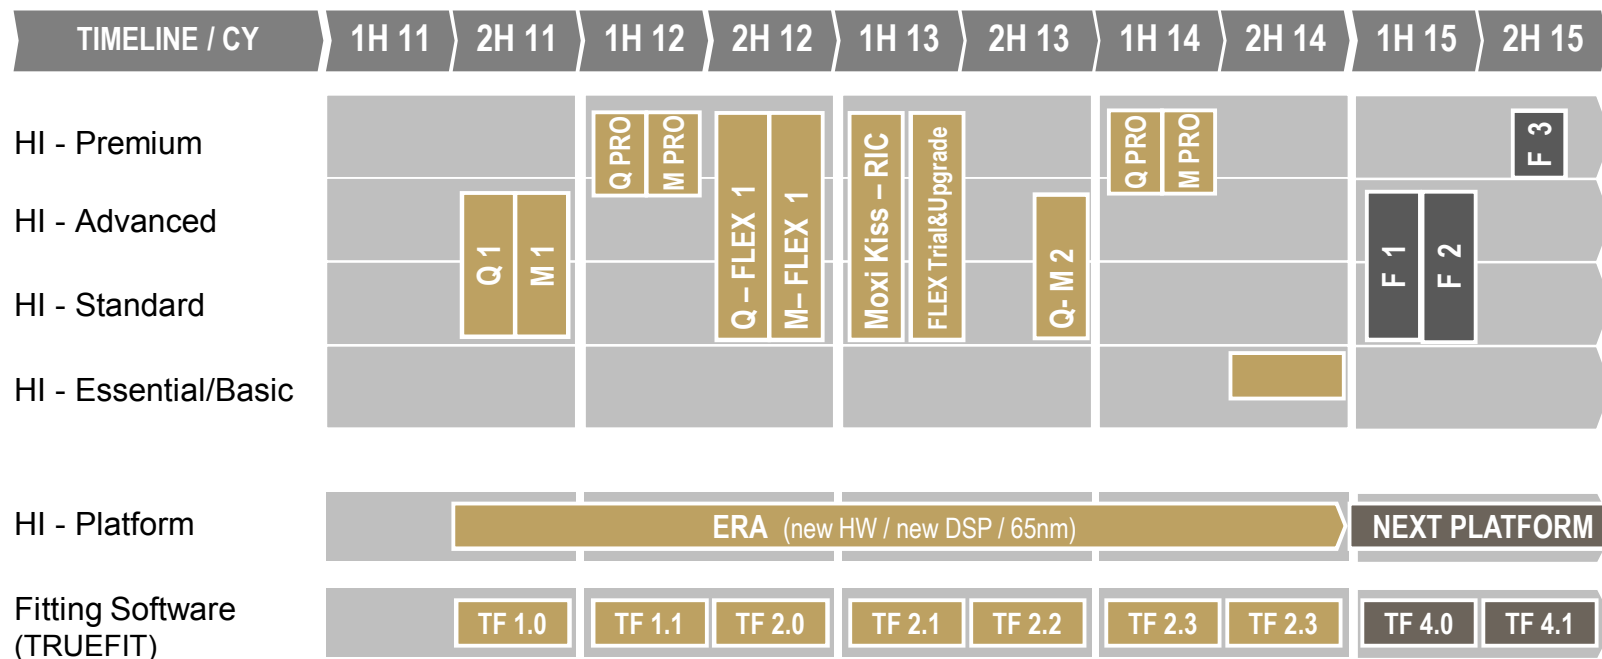 TIMELINE / CY 1H 11 2H 11 1H 12 2H 12 1H 13 2H 13 1H 14 2H 14 1H 15 2H 15
HI - Premium
Q PRO
M PRO
Q PRO
M PRO
F 3
HI - Advanced
HI - Standard
Q 1
M 1
Q – FLEX 1
M– FLEX 1
Moxi Kiss – RIC
FLEX Trial&Upgrade
Q- M 2
F 1
F 2
HI - Essential/Basic
HI - Platform
ERA (new HW / new DSP / 65nm)
NEXT PLATFORM
Fitting Software
(TRUEFIT)
TF 1.0 TF 1.1 TF 2.0 TF 2.1 TF 2.2 TF 2.3 TF 2.3 TF 4.0 TF 4.1